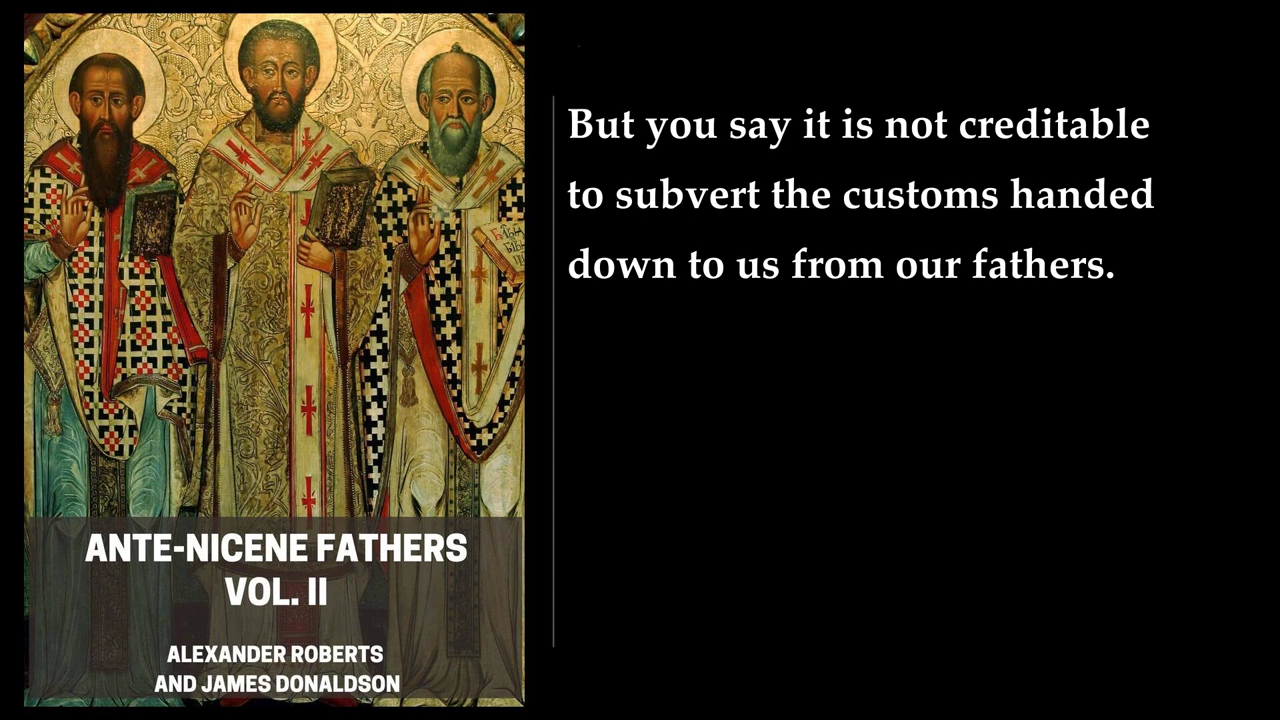 But you say it is not creditable
to subvert the customs handed
down to us from our fathers.
ANTE-NICENE FATHERS
VOL. II
ALEXANDER ROBERTS
AND JAMES DONALDSON